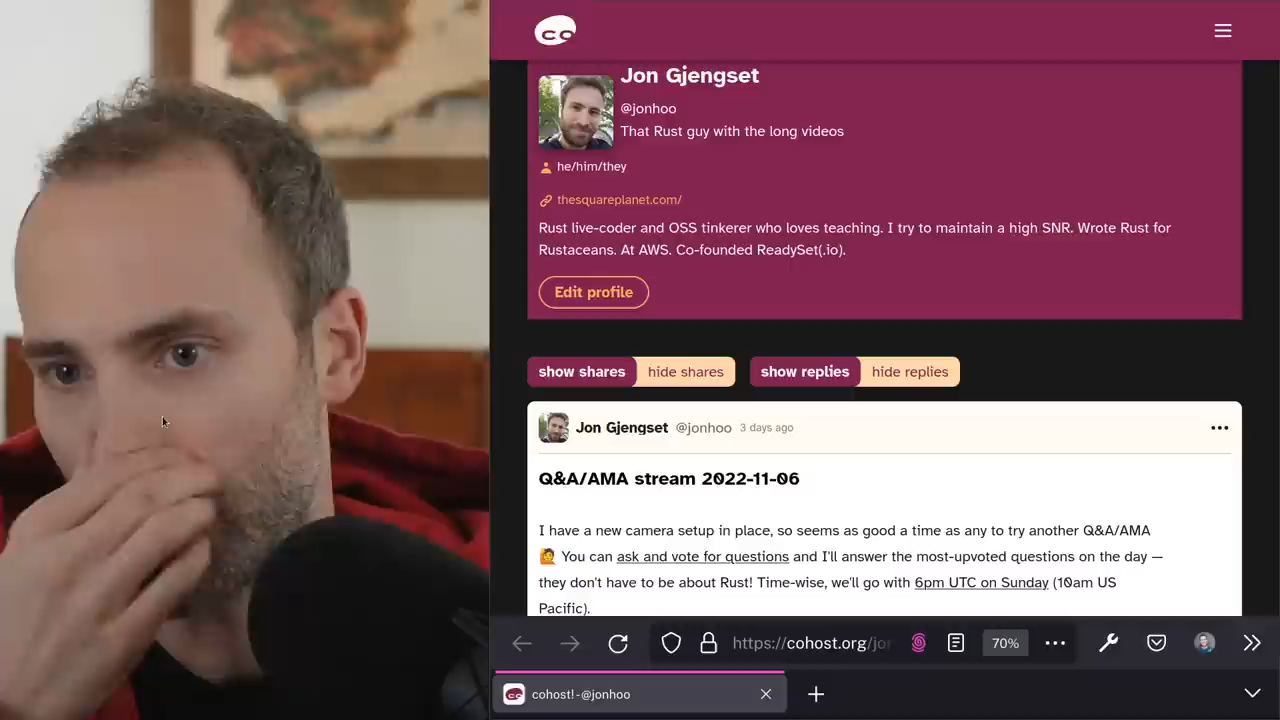 co
Jon Gjengset
@jonhoo
That Rust guy with the long videos
he/him/they
thesquareplanet.com/
Rust live-coder and OSS tinkerer who loves teaching. I try to maintain a high SNR. Wrote Rust for
Rustaceans. At AWS. Co-founded ReadySet(.io).
Edit profile
show shares hide shares show replies hide replies
Jon Gjengset @jonhoo 3 days ago
Q&A/AMA stream 2022-11-06
I have a new camera setup in place, so seems as good a time as any to try another Q&A/AMA
🙋 You can ask and vote for questions and I'll answer the most-upvoted questions on the day —
they don't have to be about Rust! Time-wise, we'll go with 6pm UTC on Sunday (10am US
Pacific).
https://cohost.org/jo 70%
co cohost! - @jonhoo